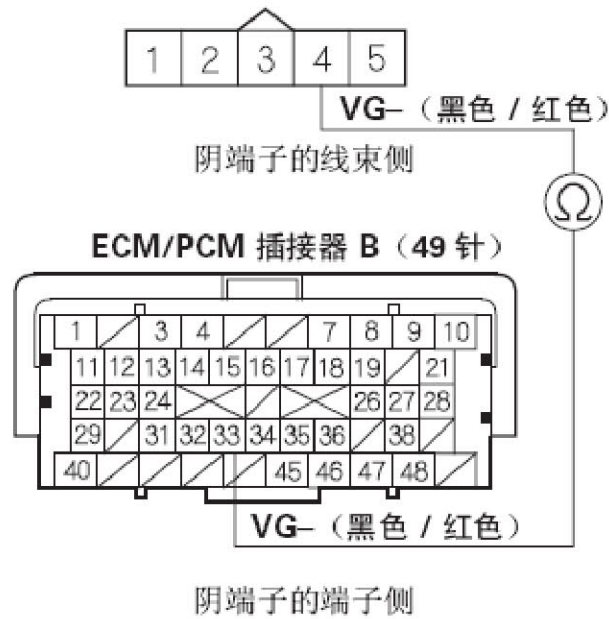 1 2 3 4 5
VG–（黑色 / 红色）
阴端子的线束侧
Ω
ECM/PCM 插接器 B（49 针）
1 3 4 7 8 9 10
11 12 13 14 15 16 17 18 19 21
22 23 24 26 27 28
29 31 32 33 34 35 36 38
40 45 46 47 48
VG–（黑色 / 红色）
阴端子的端子侧